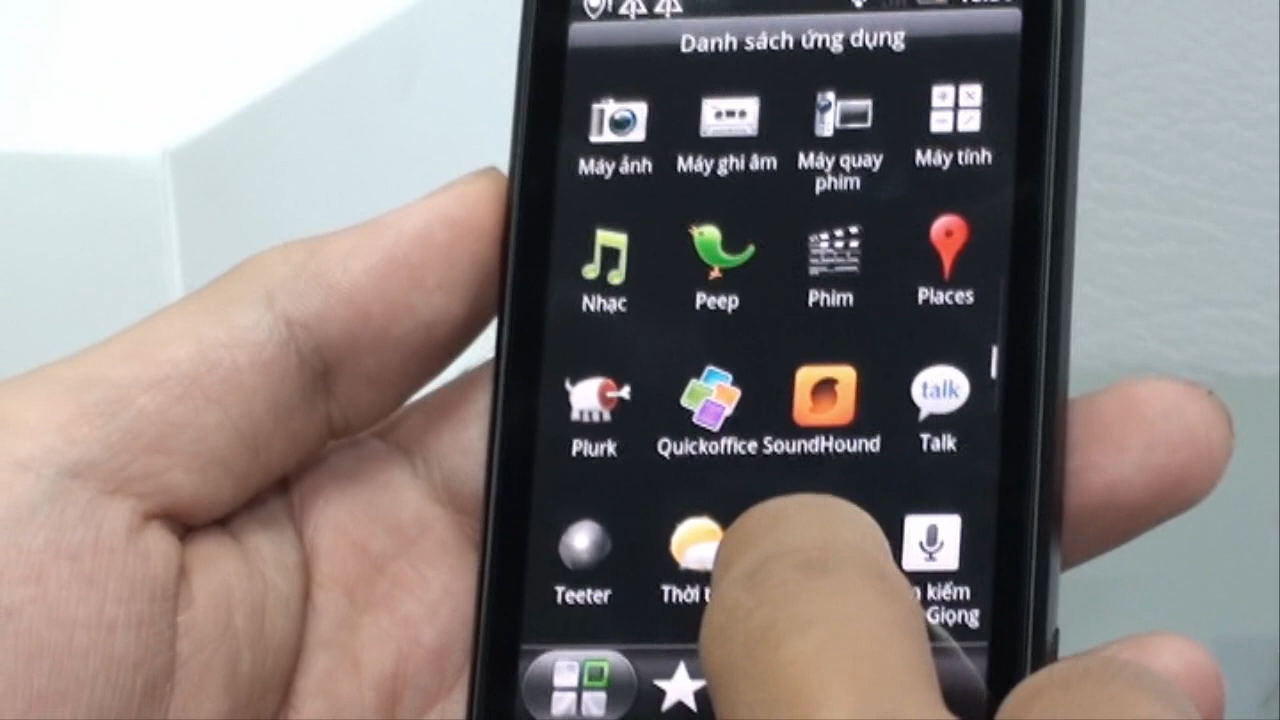 Danh sách ứng dụng
Máy ảnh Máy ghi âm Máy quay phim Máy tính
Nhạc Peep Phim Places
Plurk Quickoffice SoundHound talk Talk
Teeter Thời
kiếm
Giọng